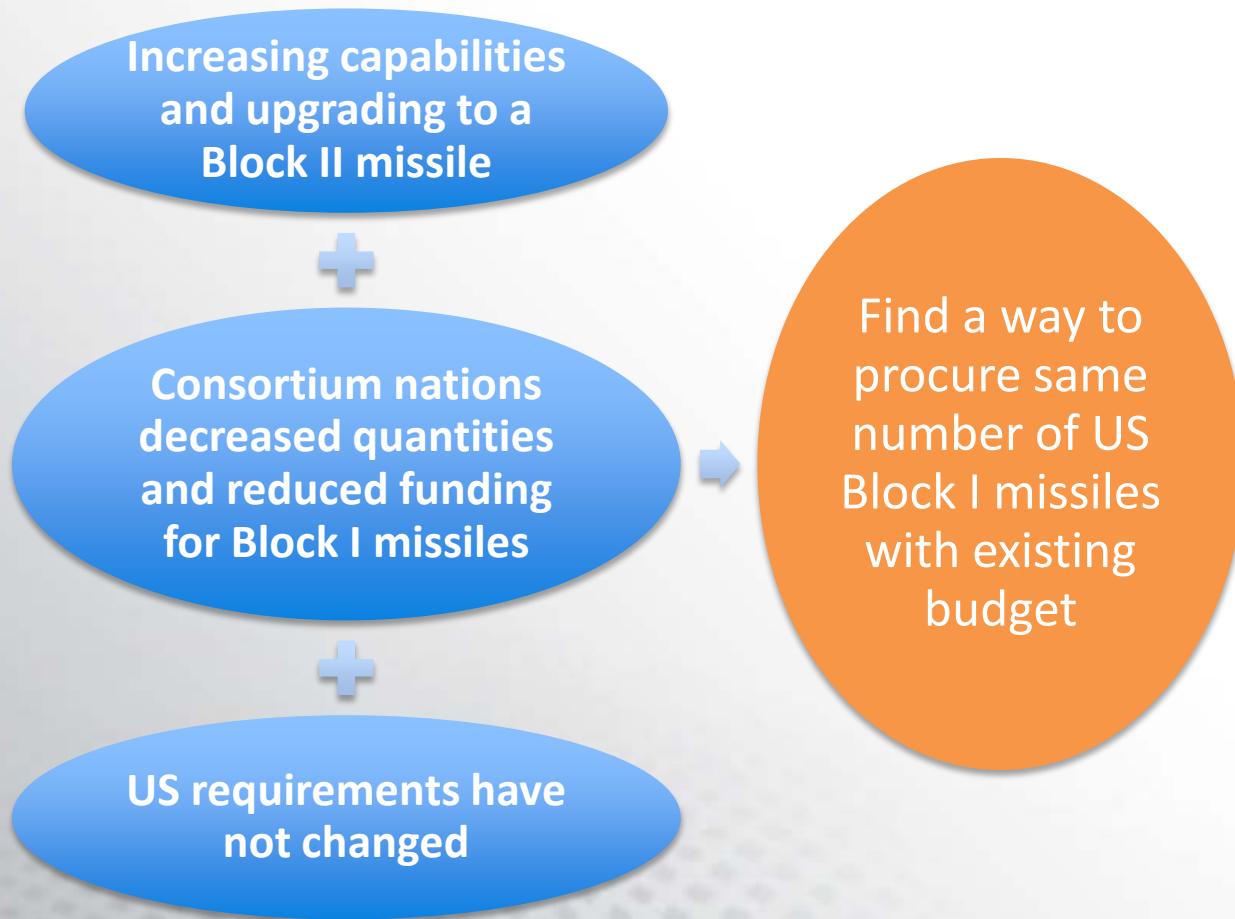 Increasing capabilities
and upgrading to a
Block II missile
Consortium nations
decreased quantities
and reduced funding
for Block I missiles
US requirements have
not changed
Find a way to
procure same
number of US
Block I missiles
with existing
budget